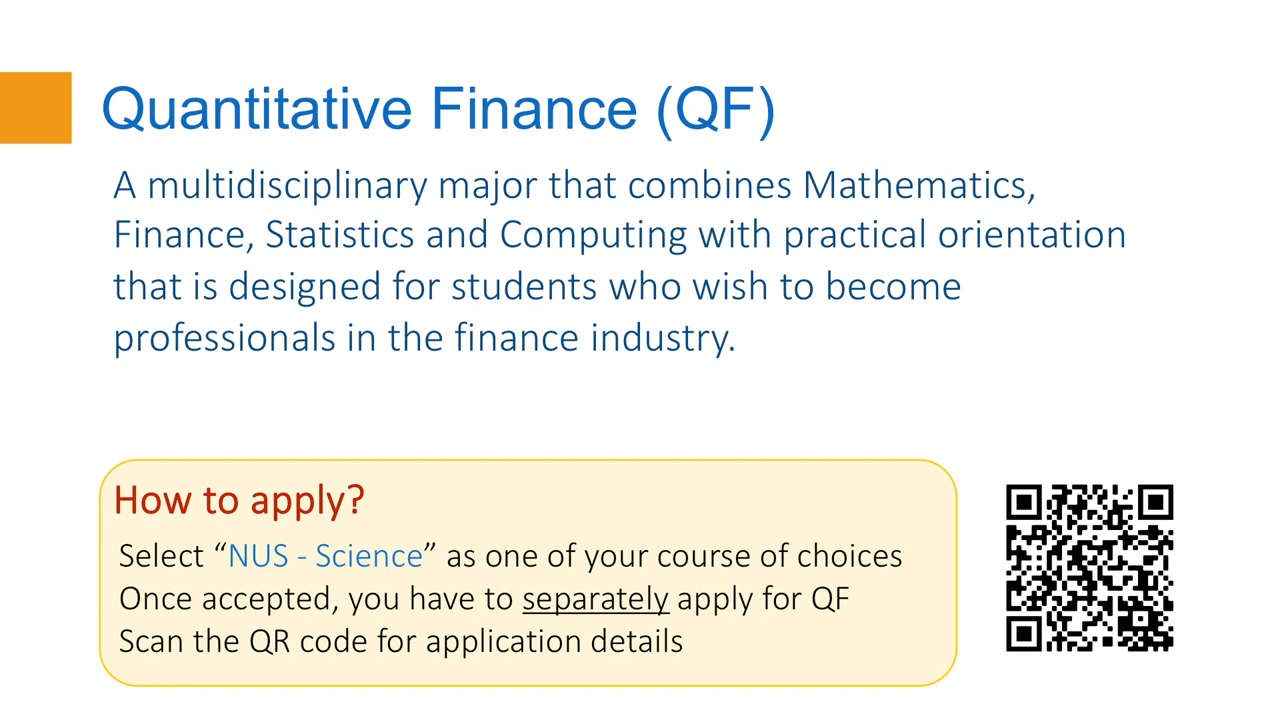 Quantitative Finance (QF)
A multidisciplinary major that combines Mathematics,
Finance, Statistics and Computing with practical orientation
that is designed for students who wish to become
professionals in the finance industry.
How to apply?
Select “NUS - Science” as one of your course of choices
Once accepted, you have to separately apply for QF
Scan the QR code for application details